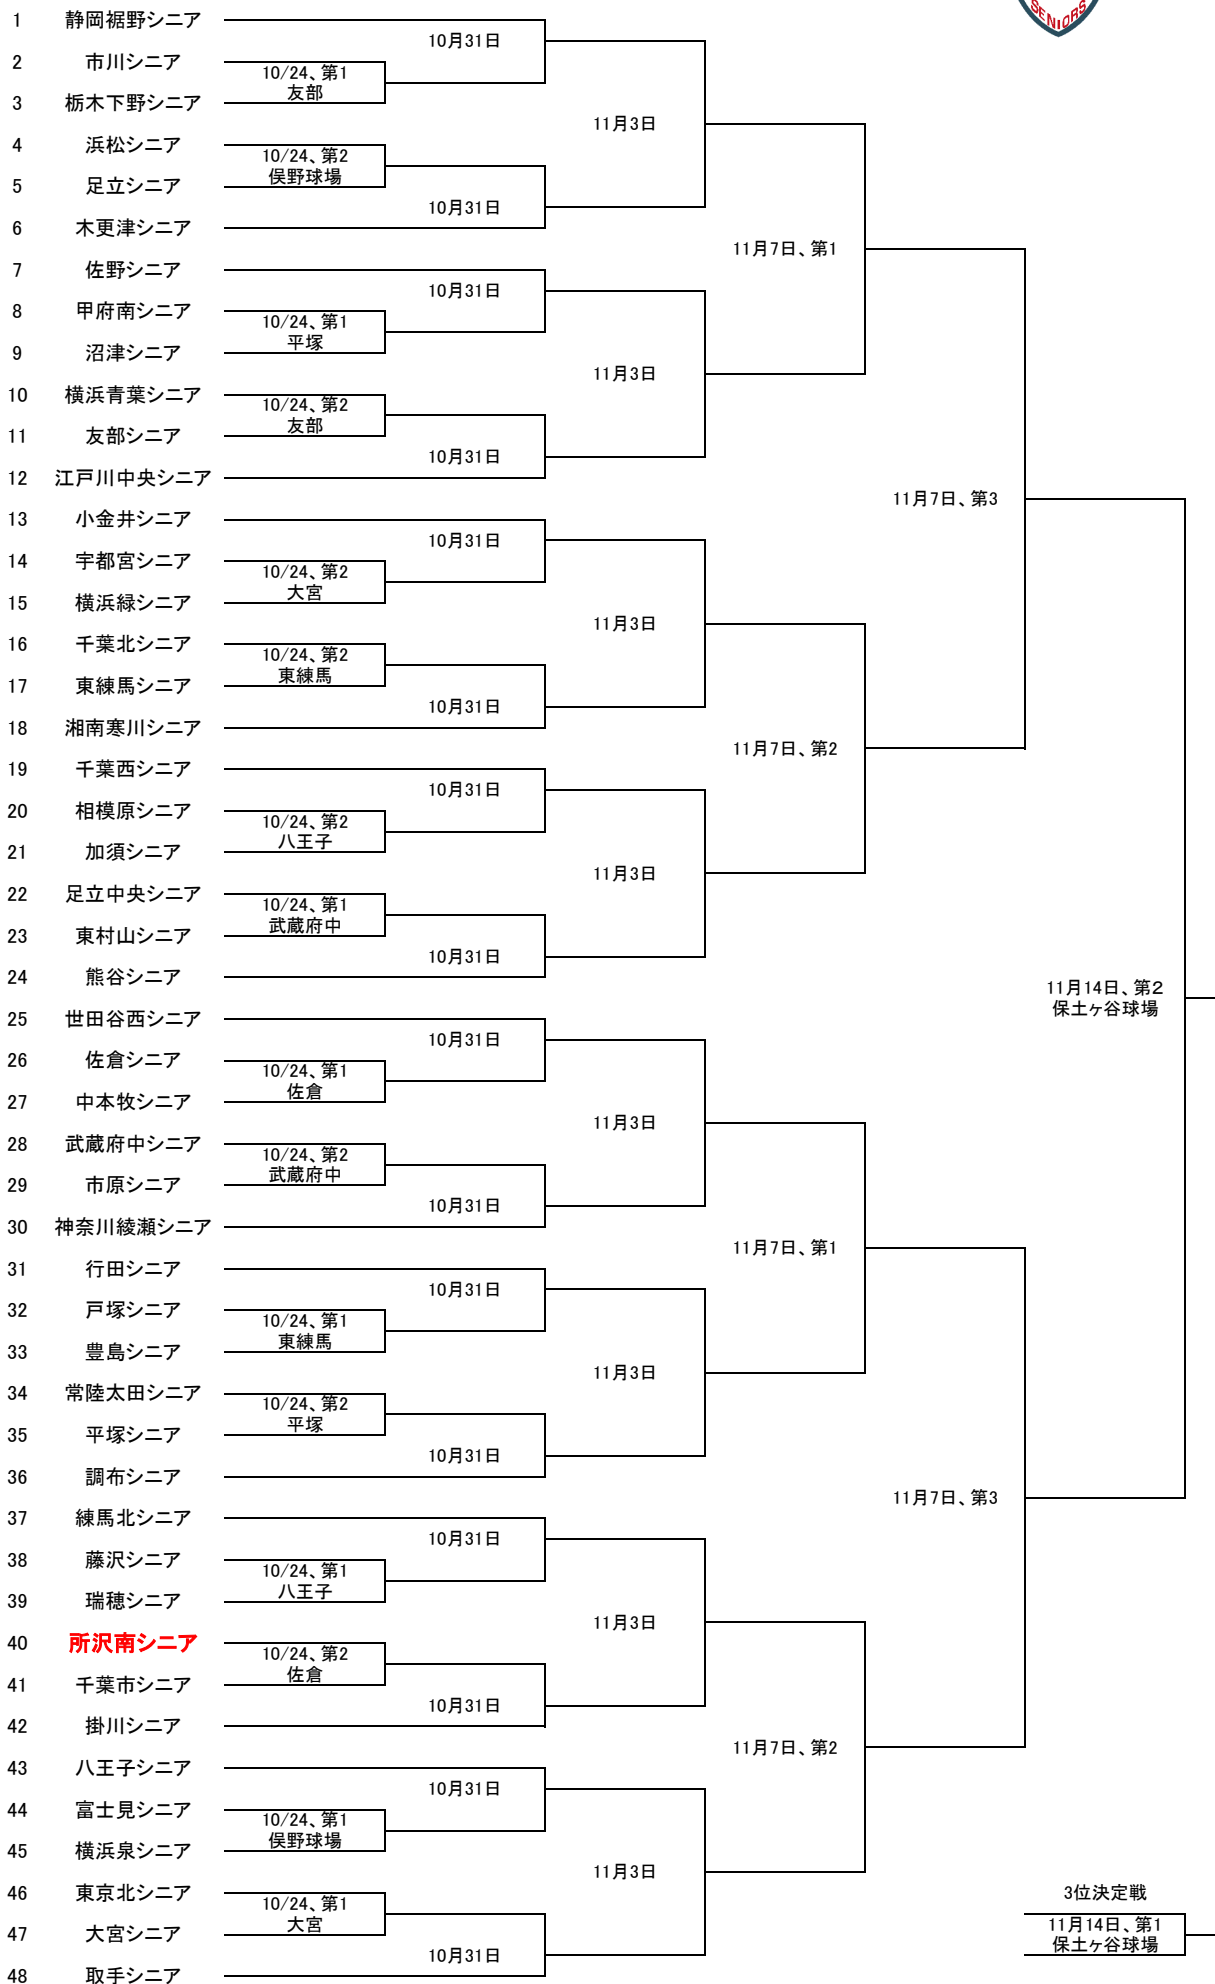 SENIORS
1 静岡裾野シニア
10月31日
2 市川シニア
10/24、第1
友部
3 栃木下野シニア
11月3日
4 浜松シニア
10/24、第2
俣野球場
5 足立シニア
10月31日
6 木更津シニア
11月7日、第1
7 佐野シニア
10月31日
8 甲府南シニア
10/24、第1
平塚
9 沼津シニア
11月3日
10 横浜青葉シニア
10/24、第2
友部
11 友部シニア
10月31日
12 江戸川中央シニア
11月7日、第3
13 小金井シニア
10月31日
14 宇都宮シニア
10/24、第2
大宮
15 横浜緑シニア
11月3日
16 千葉北シニア
10/24、第2
東練馬
17 東練馬シニア
10月31日
18 湘南寒川シニア
11月7日、第2
19 千葉西シニア
10月31日
20 相模原シニア
10/24、第2
八王子
21 加須シニア
11月3日
22 足立中央シニア
10/24、第1
武蔵府中
23 東村山シニア
10月31日
24 熊谷シニア
11月14日、第2
保土ヶ谷球場
25 世田谷西シニア
10月31日
26 佐倉シニア
10/24、第1
佐倉
27 中本牧シニア
11月3日
28 武蔵府中シニア
10/24、第2
武蔵府中
29 市原シニア
10月31日
30 神奈川綾瀬シニア
11月7日、第1
31 行田シニア
10月31日
32 戸塚シニア
10/24、第1
東練馬
33 豊島シニア
11月3日
34 常陸太田シニア
10/24、第2
平塚
35 平塚シニア
10月31日
36 調布シニア
11月7日、第3
37 練馬北シニア
10月31日
38 藤沢シニア
10/24、第1
八王子
39 瑞穂シニア
11月3日
40 所沢南シニア
10/24、第2
佐倉
41 千葉市シニア
10月31日
42 掛川シニア
11月7日、第2
43 八王子シニア
10月31日
44 富士見シニア
10/24、第1
俣野球場
45 横浜泉シニア
11月3日
46 東京北シニア
10/24、第1
大宮
47 大宮シニア
10月31日
48 取手シニア
3位決定戦
11月14日、第1
保土ヶ谷球場